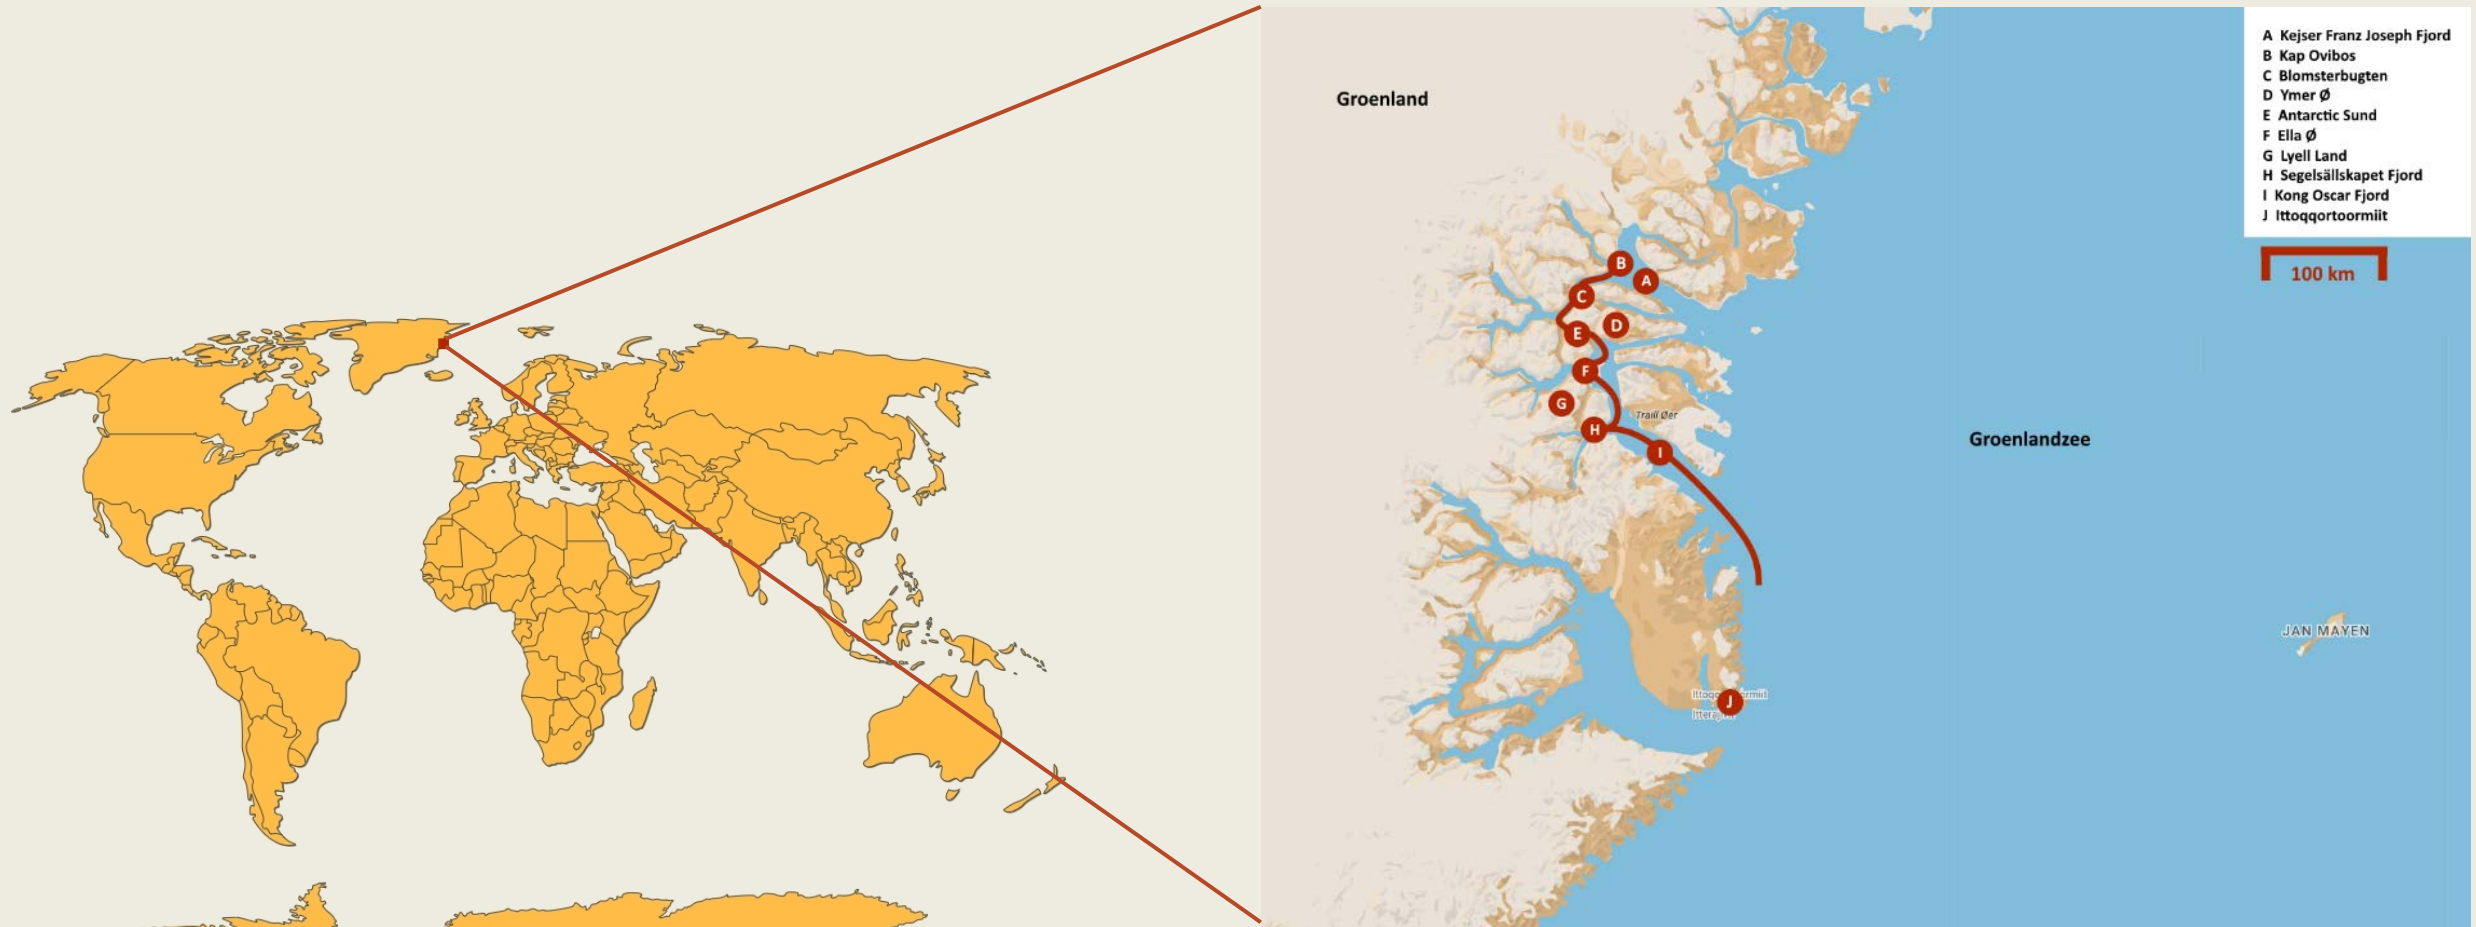 Groenland
A Kejser Franz Joseph Fjord
B Kap Ovibos
C Blomsterbugten
D Ymer Ø
E Antarctic Sund
F Ella Ø
G Lyell Land
H Segelsällskapet Fjord
I Kong Oscar Fjord
J Ittoqqortoormiit
100 km
B
A
C
D
E
F
G
Traill Øer
H
I
Groenlandzee
JAN MAYEN
J